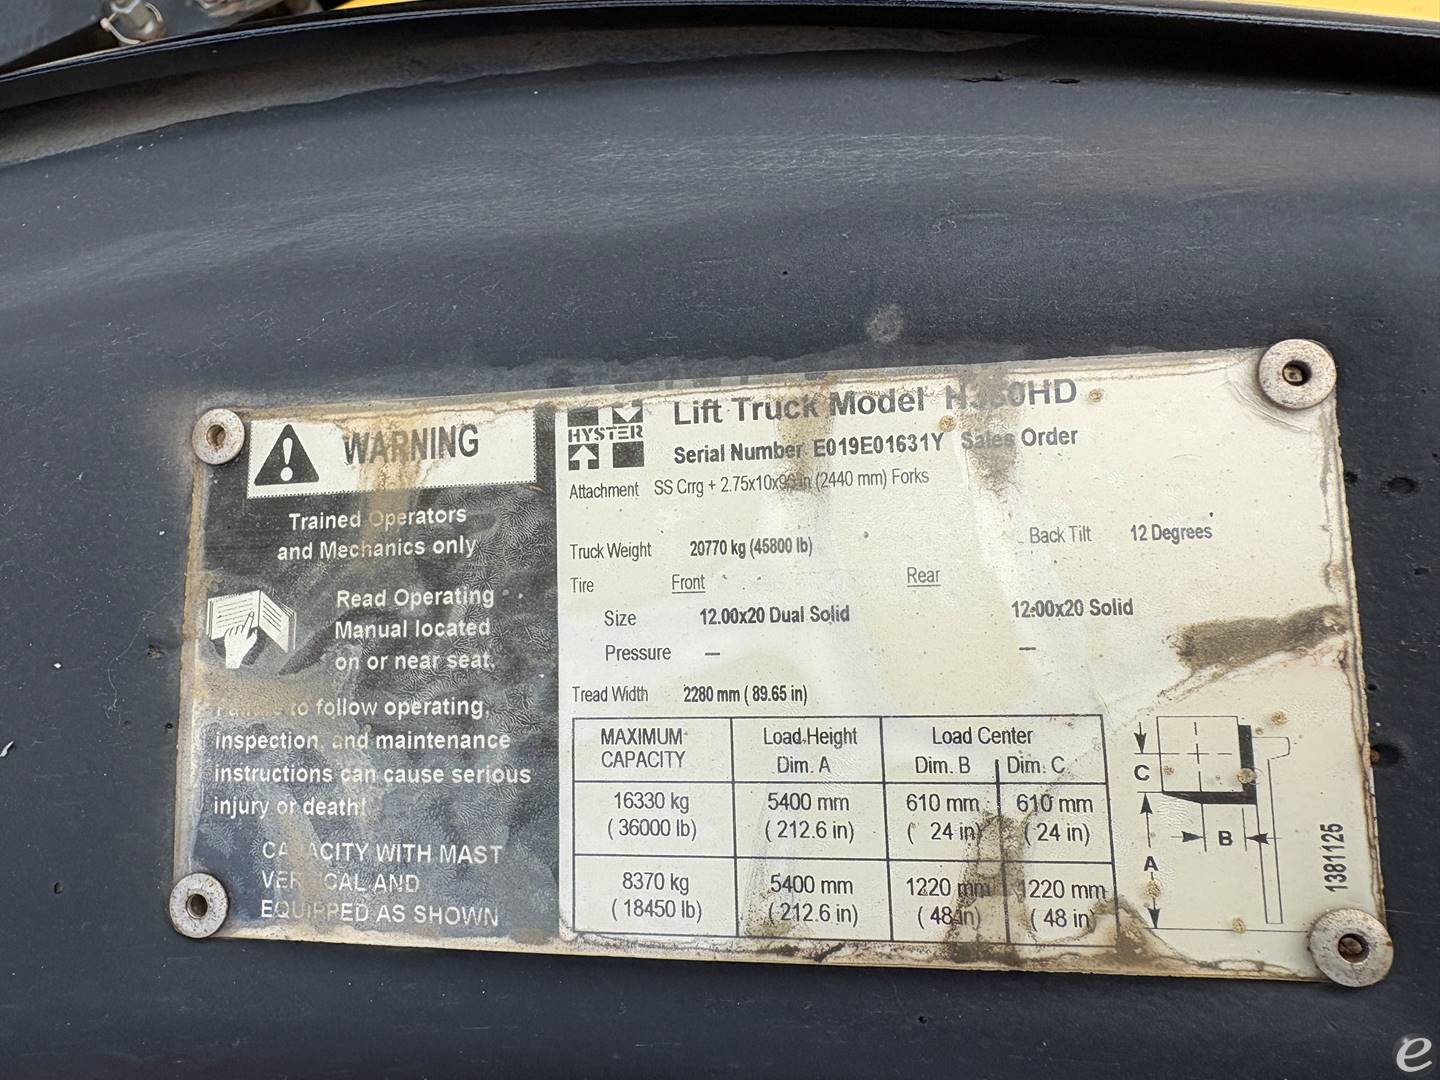 WARNING
Trained Operators
and Mechanics only
Read Operating
Manual located
on or near seat.
to follow operating,
inspection, and maintenance
instructions can cause serious
injury or death!
CAPACITY WITH MAST
VERTICAL AND
EQUIPPED AS SHOWN
HYSTER
Lift Truck Model
Serial Number E019E01631Y Sales Order
Attachment SS Crrg + 2.75x10x96 in (2440 mm) Forks
Truck Weight 20770 kg (45800 lb) Back Tilt 12 Degrees
Tire Front Rear
Size 12.00x20 Dual Solid 12.00x20 Solid
Pressure — —
Tread Width 2280 mm ( 89.65 in)
MAXIMUM CAPACITY Load Height Dim. A Load Center Dim. B Dim. C
16330 kg 5400 mm 610 mm 610 mm
( 36000 lb) ( 212.6 in) ( 24 in) ( 24 in)
8370 kg 5400 mm 1220 mm 1220 mm
( 18450 lb) ( 212.6 in) ( 48 in) ( 48 in)
C
B
A
1381125
e